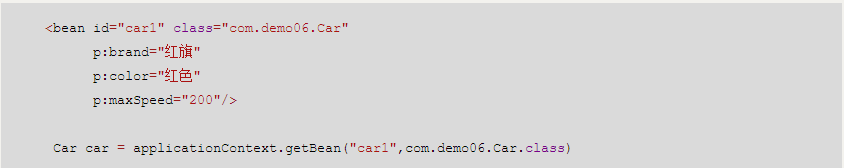 <bean id="car1" class="com.demo06.Car"
p:brand="红旗"
p:color="红色"
p:maxSpeed="200"/>
Car car = applicationContext.getBean("car1",com.demo06.Car.class)